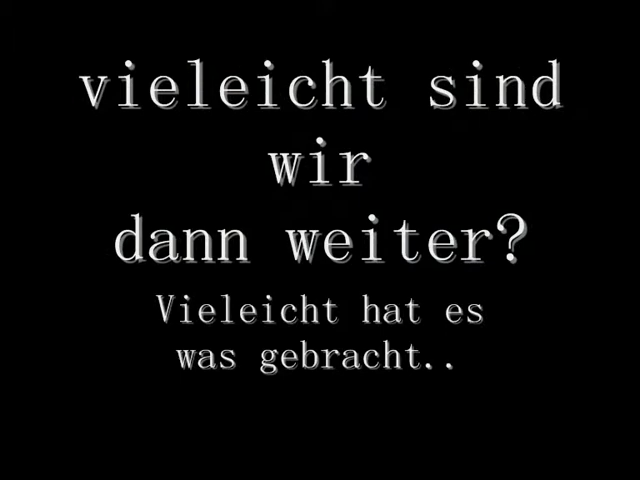 vieleicht sind
wir
dann weiter?
Vieleicht hat es
was gebracht..